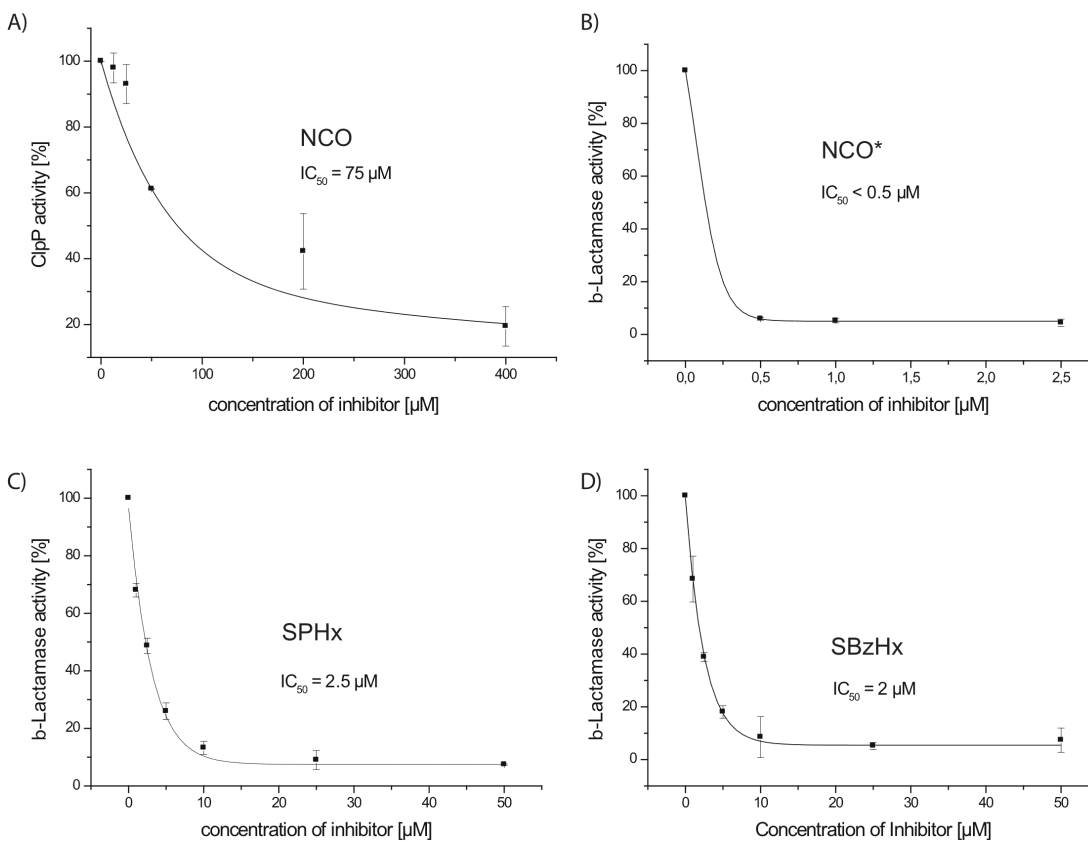 A)
100
80
60
40
20
ClpP activity [%]
NCO
IC50 = 75 µM
0 100 200 300 400
concentration of inhibitor [µM]
B)
100
80
60
40
20
0
b-Lactamase activity [%]
NCO*
IC50 < 0.5 µM
0,0 0,5 1,0 1,5 2,0 2,5
concentration of inhibitor [µM]
C)
100
80
60
40
20
0
b-Lactamase activity [%]
SPHx
IC50 = 2.5 µM
0 10 20 30 40 50
concentration of inhibitor [µM]
D)
100
80
60
40
20
0
b-Lactamase activity [%]
SBzHx
IC50 = 2 µM
0 10 20 30 40 50
Concentration of Inhibitor [µM]